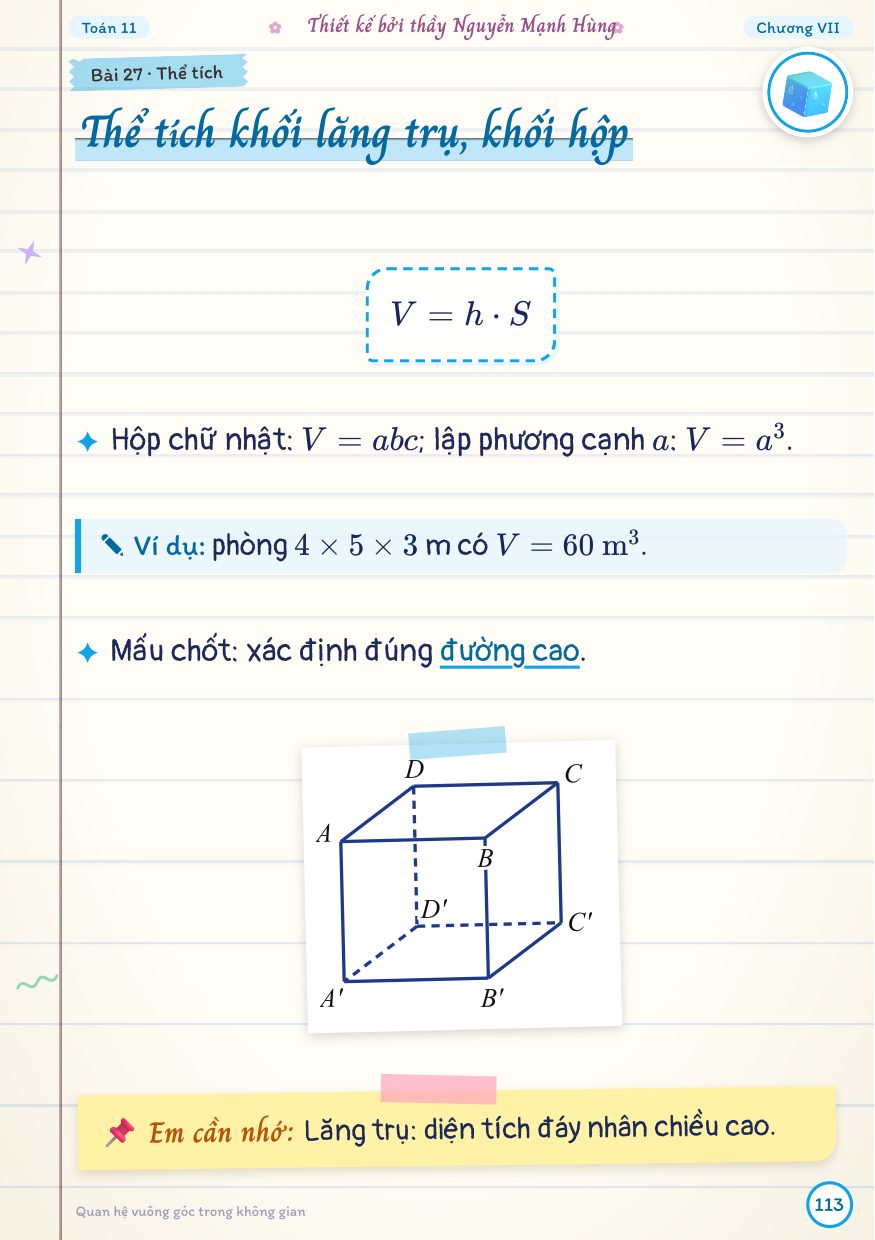 Toán 11
Thiết kế bởi thầy Nguyễn Mạnh Hùng
Chương VII
Bài 27 · Thể tích
Thể tích khối lăng trụ, khối hộp
V = h · S
Hộp chữ nhật: V = abc; lập phương cạnh a: V = a³.
Ví dụ: phòng 4 × 5 × 3 m có V = 60 m³.
Mấu chốt: xác định đúng đường cao.
D
C
A
B
D'
C'
A'
B'
Em cần nhớ: Lăng trụ: diện tích đáy nhân chiều cao.
Quan hệ vuông góc trong không gian
113